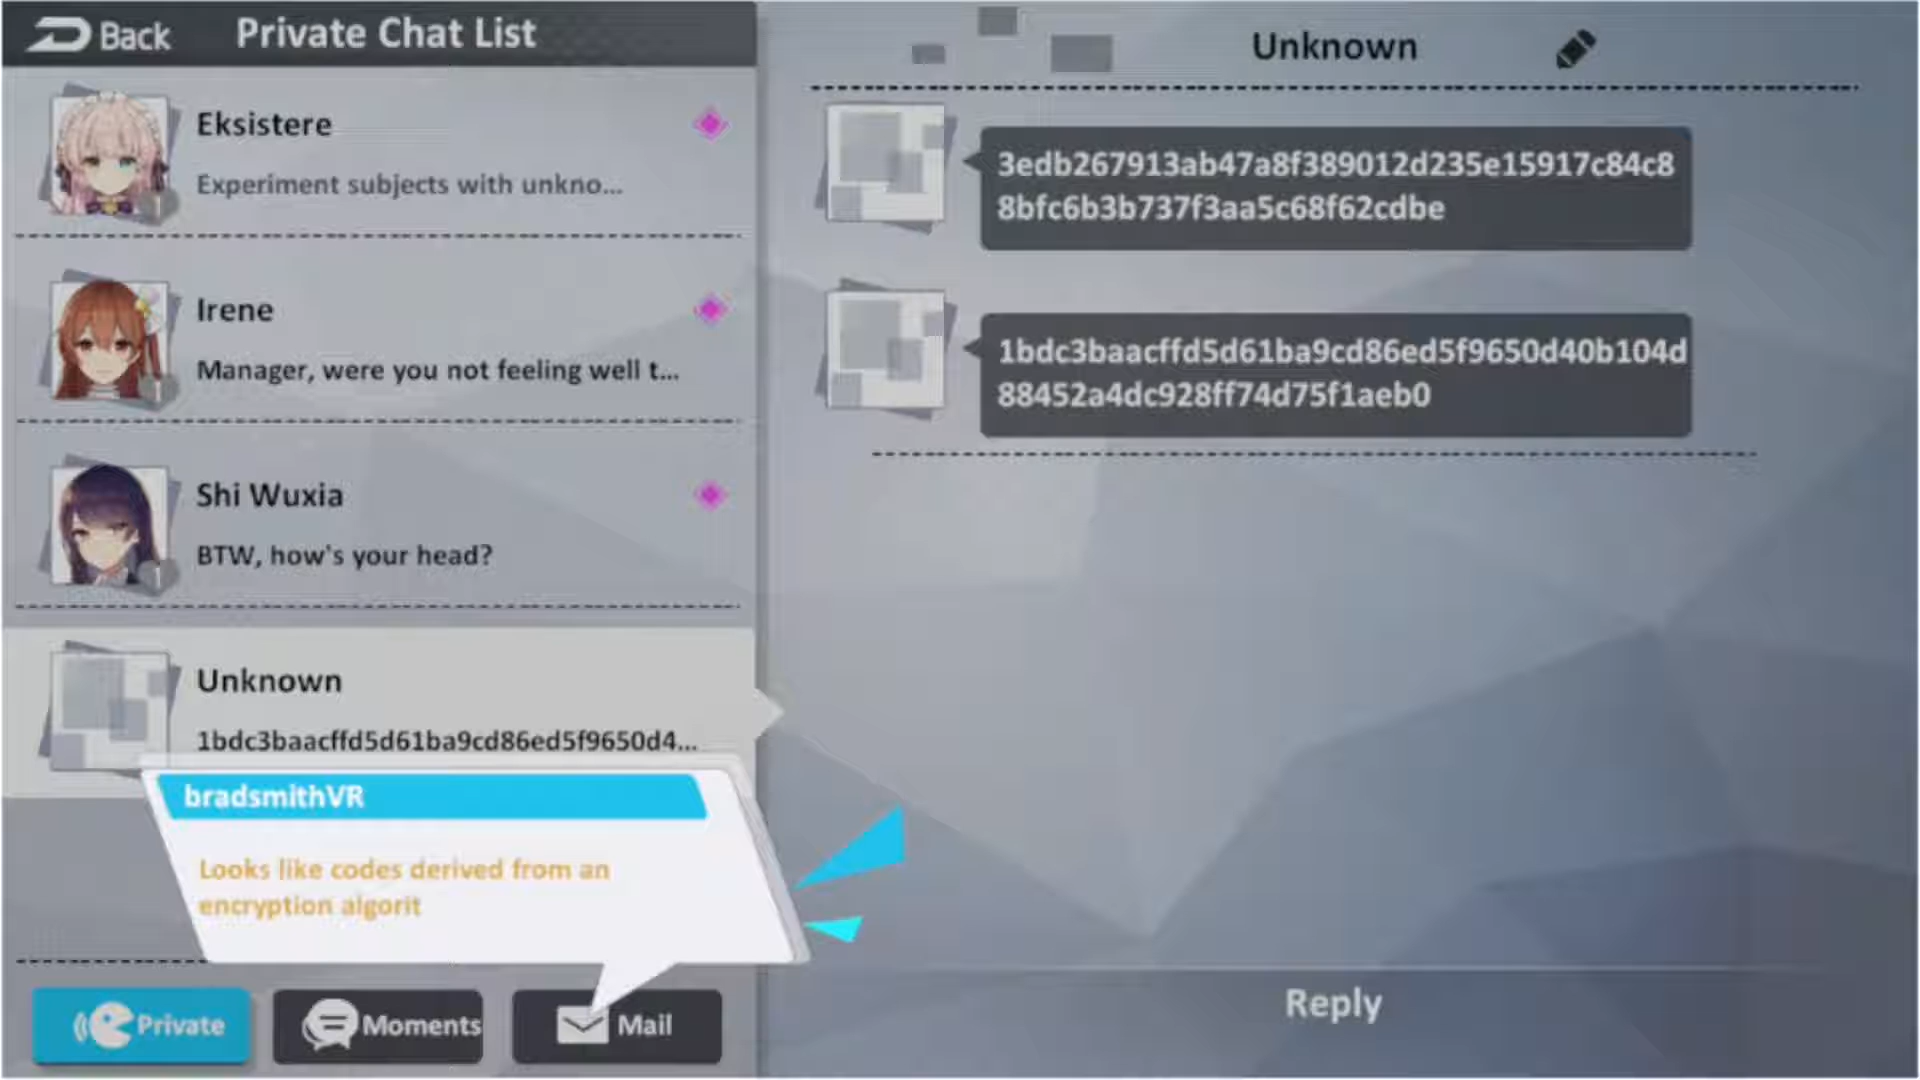 Back
Private Chat List
Eksistere
Experiment subjects with unkno...
Irene
Manager, were you not feeling well t...
Shi Wuxia
BTW, how's your head?
Unknown
1bdc3baacffd5d61ba9cd86ed5f9650d4...
bradsmithVR
Looks like codes derived from an
encryption algorit
Private
Moments
Mail
Unknown
3edb267913ab47a8f389012d235e15917c84c8
8bfc6b3b737f3aa5c68f62cdbe
1bdc3baacffd5d61ba9cd86ed5f9650d40b104d
88452a4dc928ff74d75f1aeb0
Reply